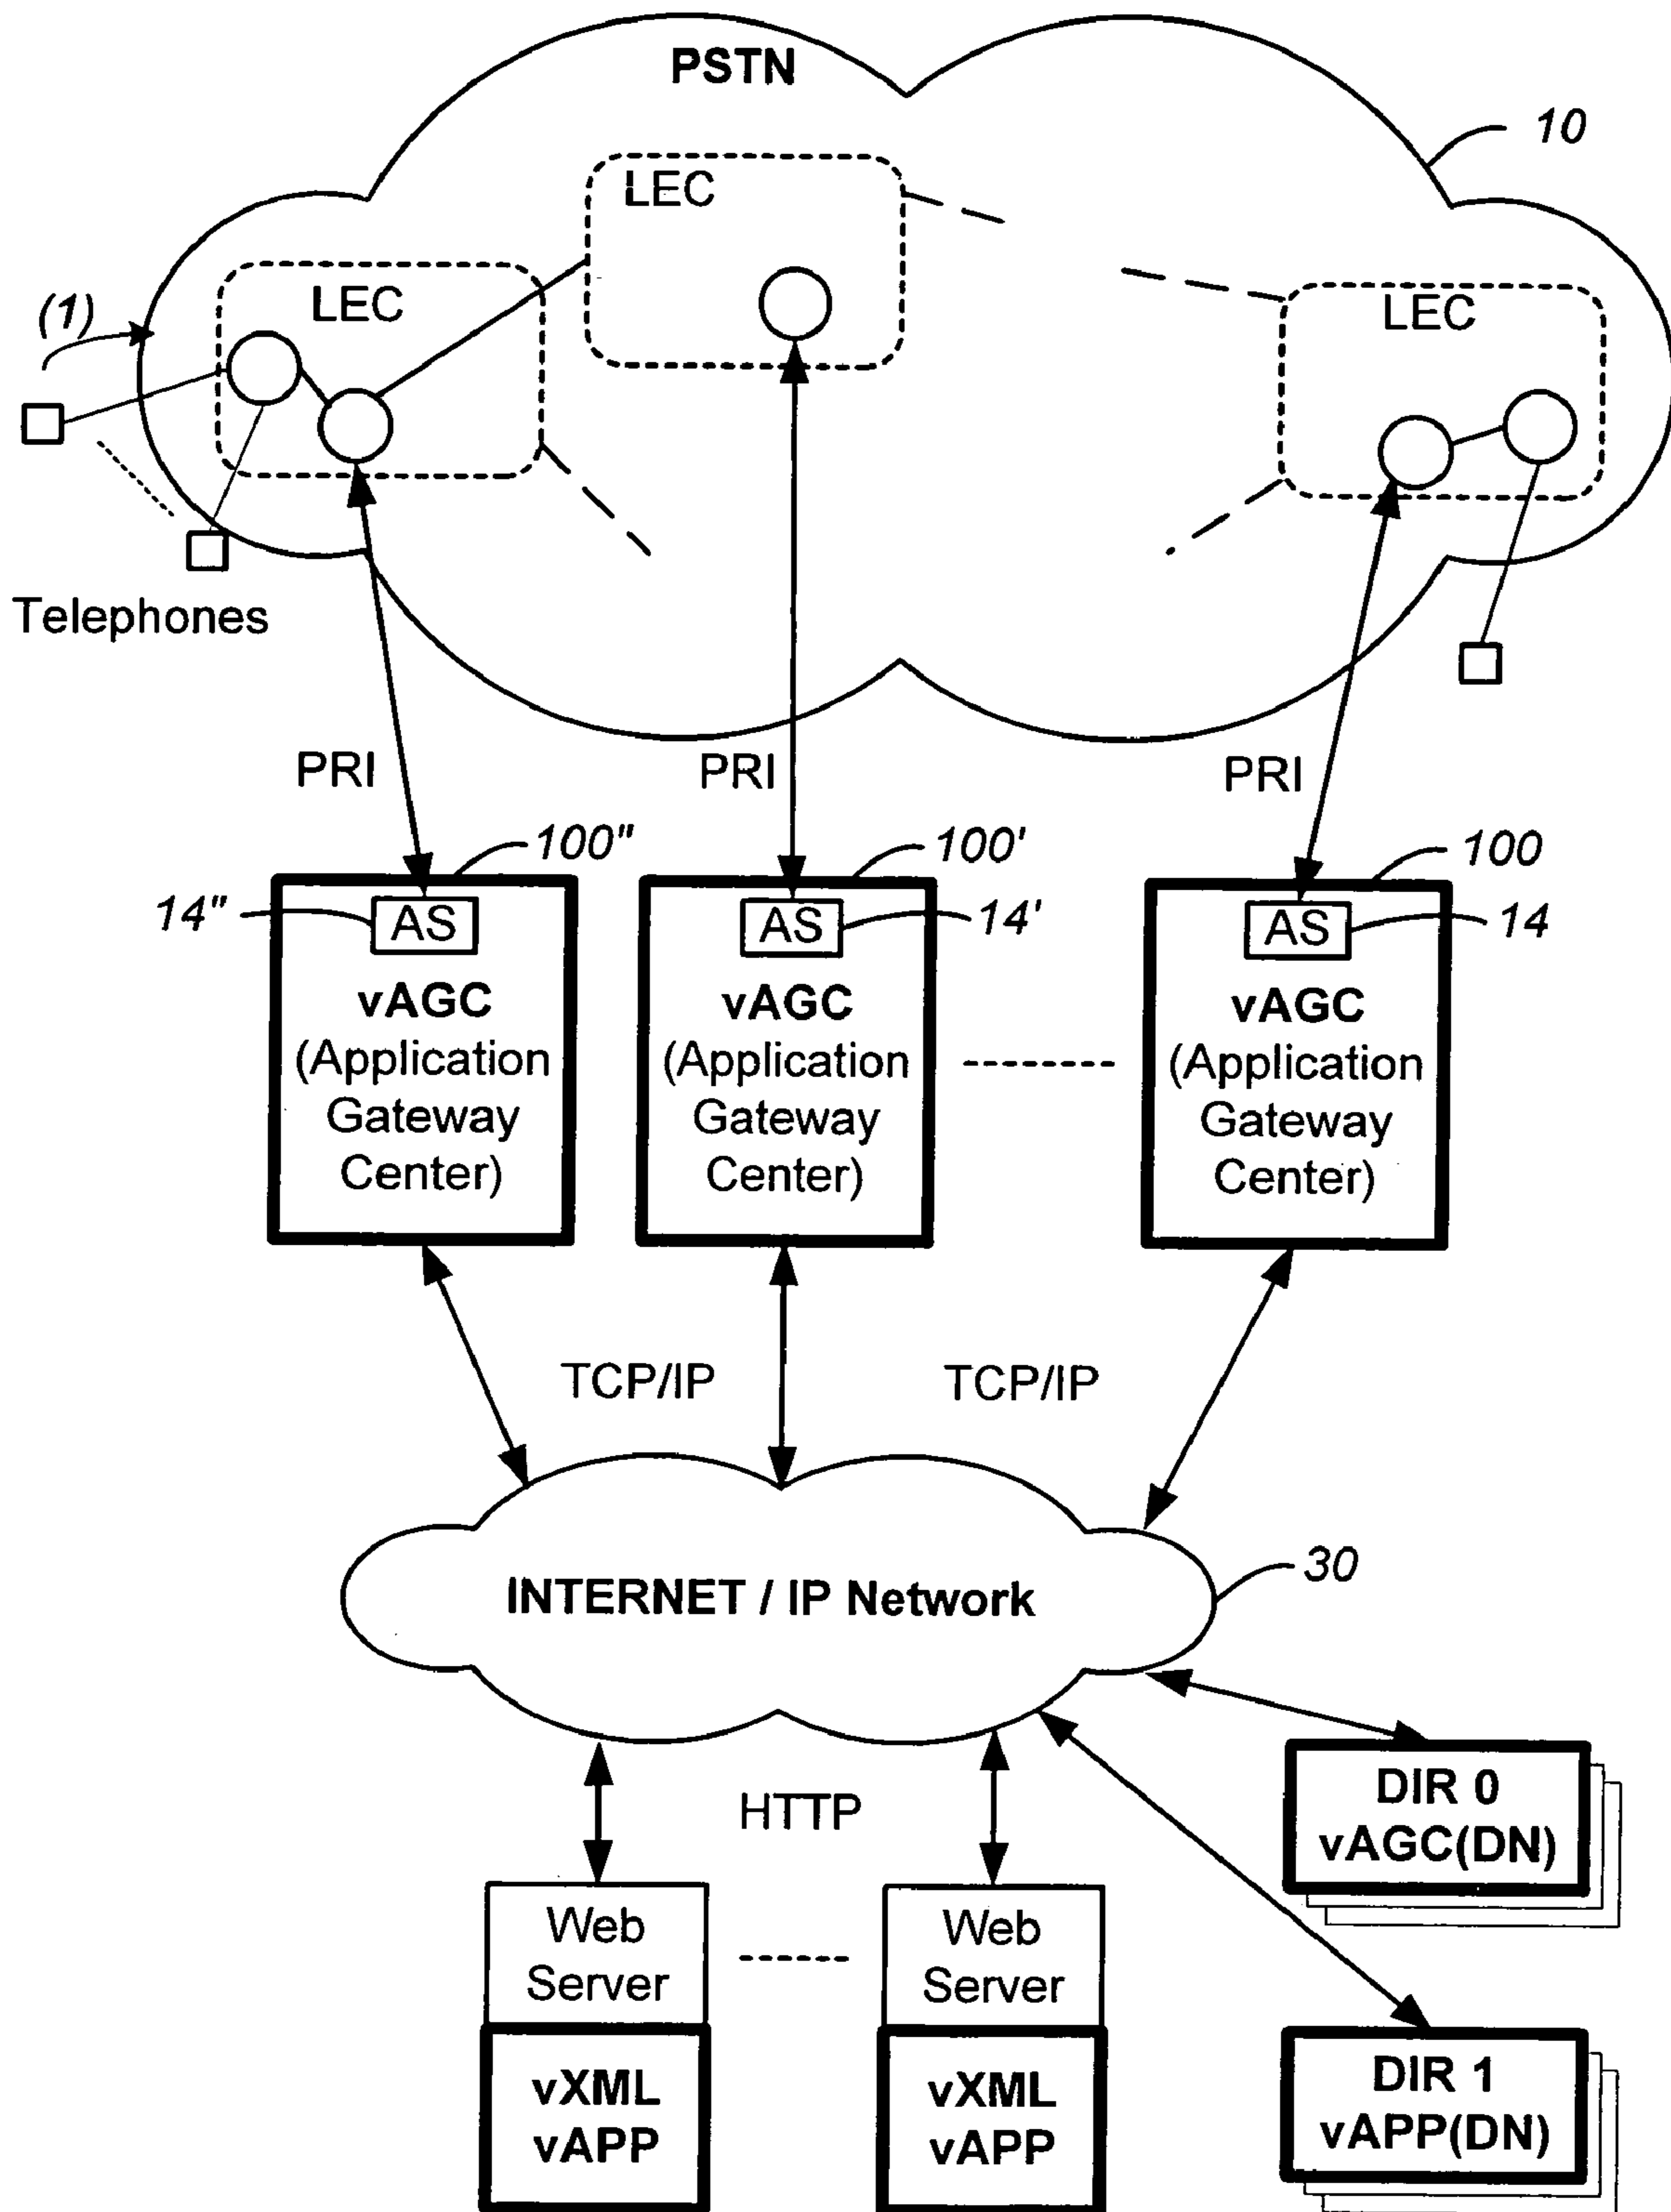 PSTN
10
LEC
LEC
LEC
(1)
Telephones
PRI
PRI
PRI
100"
100'
100
14"
AS
AS
14'
AS
14
vAGC
(Application
Gateway
Center)
vAGC
(Application
Gateway
Center)
vAGC
(Application
Gateway
Center)
TCP/IP
TCP/IP
INTERNET / IP Network
30
HTTP
DIR 0
vAGC(DN)
Web
Server
Web
Server
vXML
vAPP
vXML
vAPP
DIR 1
vAPP(DN)